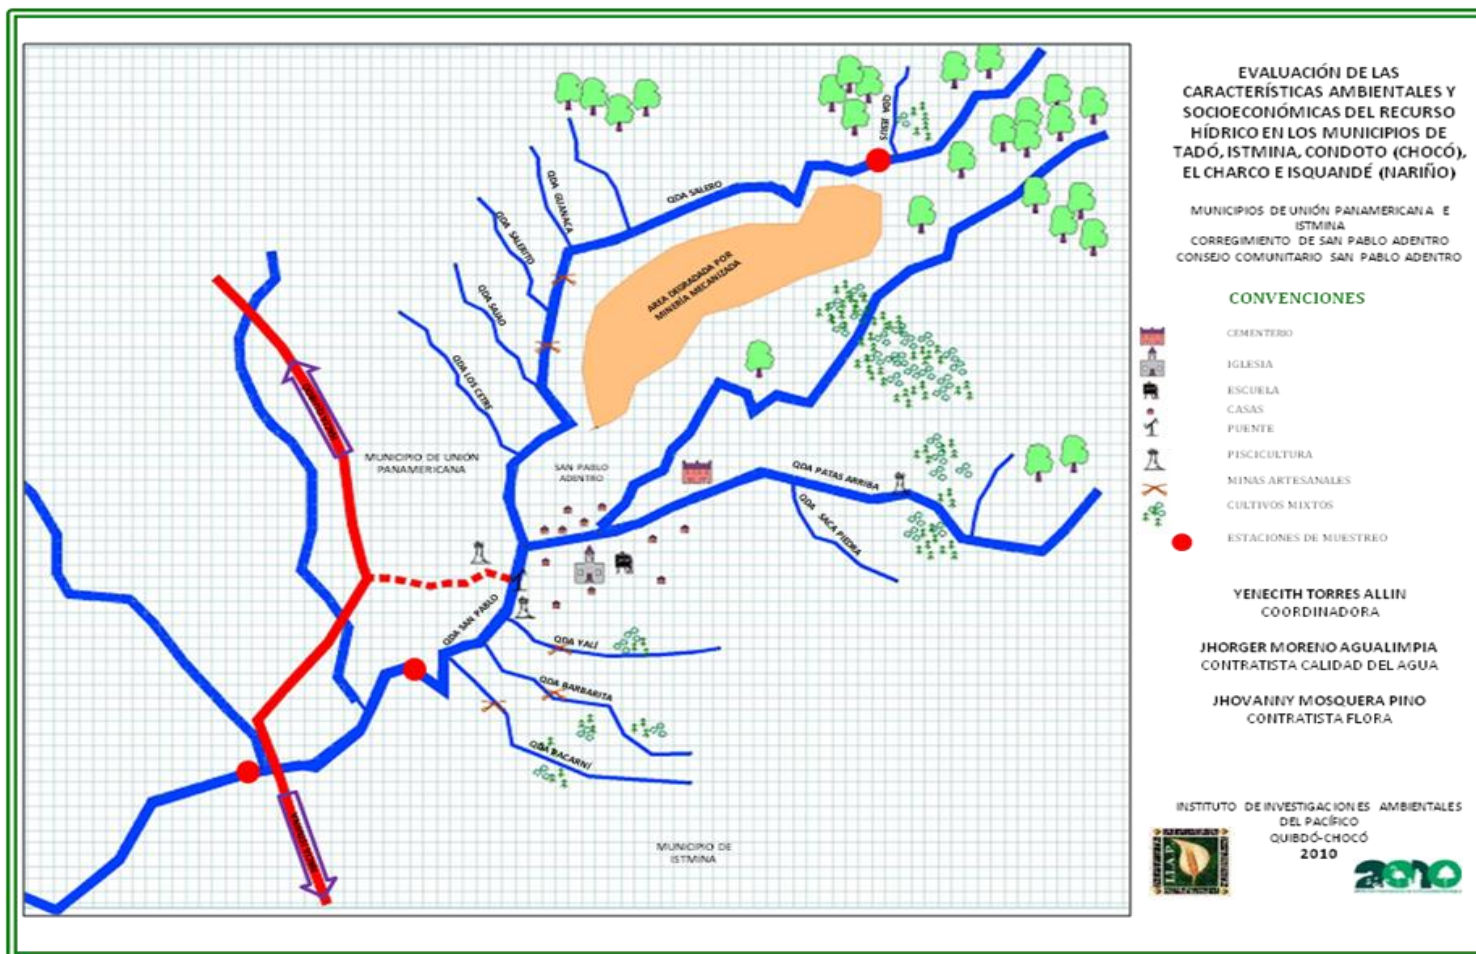 EVALUACIÓN DE LAS
CARACTERÍSTICAS AMBIENTALES Y
SOCIOECONÓMICAS DEL RECURSO
HÍDRICO EN LOS MUNICIPIOS DE
TADÓ, ISTMINA, CONDOTO (CHOCÓ),
EL CHARCO E ISQUANDÉ (NARIÑO)
MUNICIPIOS DE UNIÓN PANAMERICANA E
ISTMINA
CORREGIMIENTO DE SAN PABLO ADENTRO
CONSEJO COMUNITARIO SAN PABLO ADENTRO
CONVENCIONES
CEMENTERIO
IGLESIA
ESCUELA
CASAS
PUENTE
PISCICULTURA
MINAS ARTESANALES
CULTIVOS MIXTOS
ESTACIONES DE MUESTREO
YENECITH TORRES ALLIN
COORDINADORA
JHORGER MORENO AGUALIMPIA
CONTRATISTA CALIDAD DEL AGUA
JHOVANNY MOSQUERA PINO
CONTRATISTA FLORA
INSTITUTO DE INVESTIGACIONES AMBIENTALES
DEL PACÍFICO
QUIBDÓ-CHOCÓ
2010
I.I.A.P.
2010
QDA JESUS
QDA SALERO
QDA GUANACA
QDA SALERITO
QDA SAJAO
QDA LOS CETRE
AREA DEGRADADA POR
MINERÍA MECANIZADA
MUNICIPIO DE UNIÓN
PANAMERICANA
SAN PABLO
ADENTRO
QDA PATAS ARRIBA
QDA SACA PIEDRA
QDA SAN PABLO
QDA YALÍ
QDA BARBARITA
QDA BACARNÍ
MUNICIPIO DE
ISTMINA